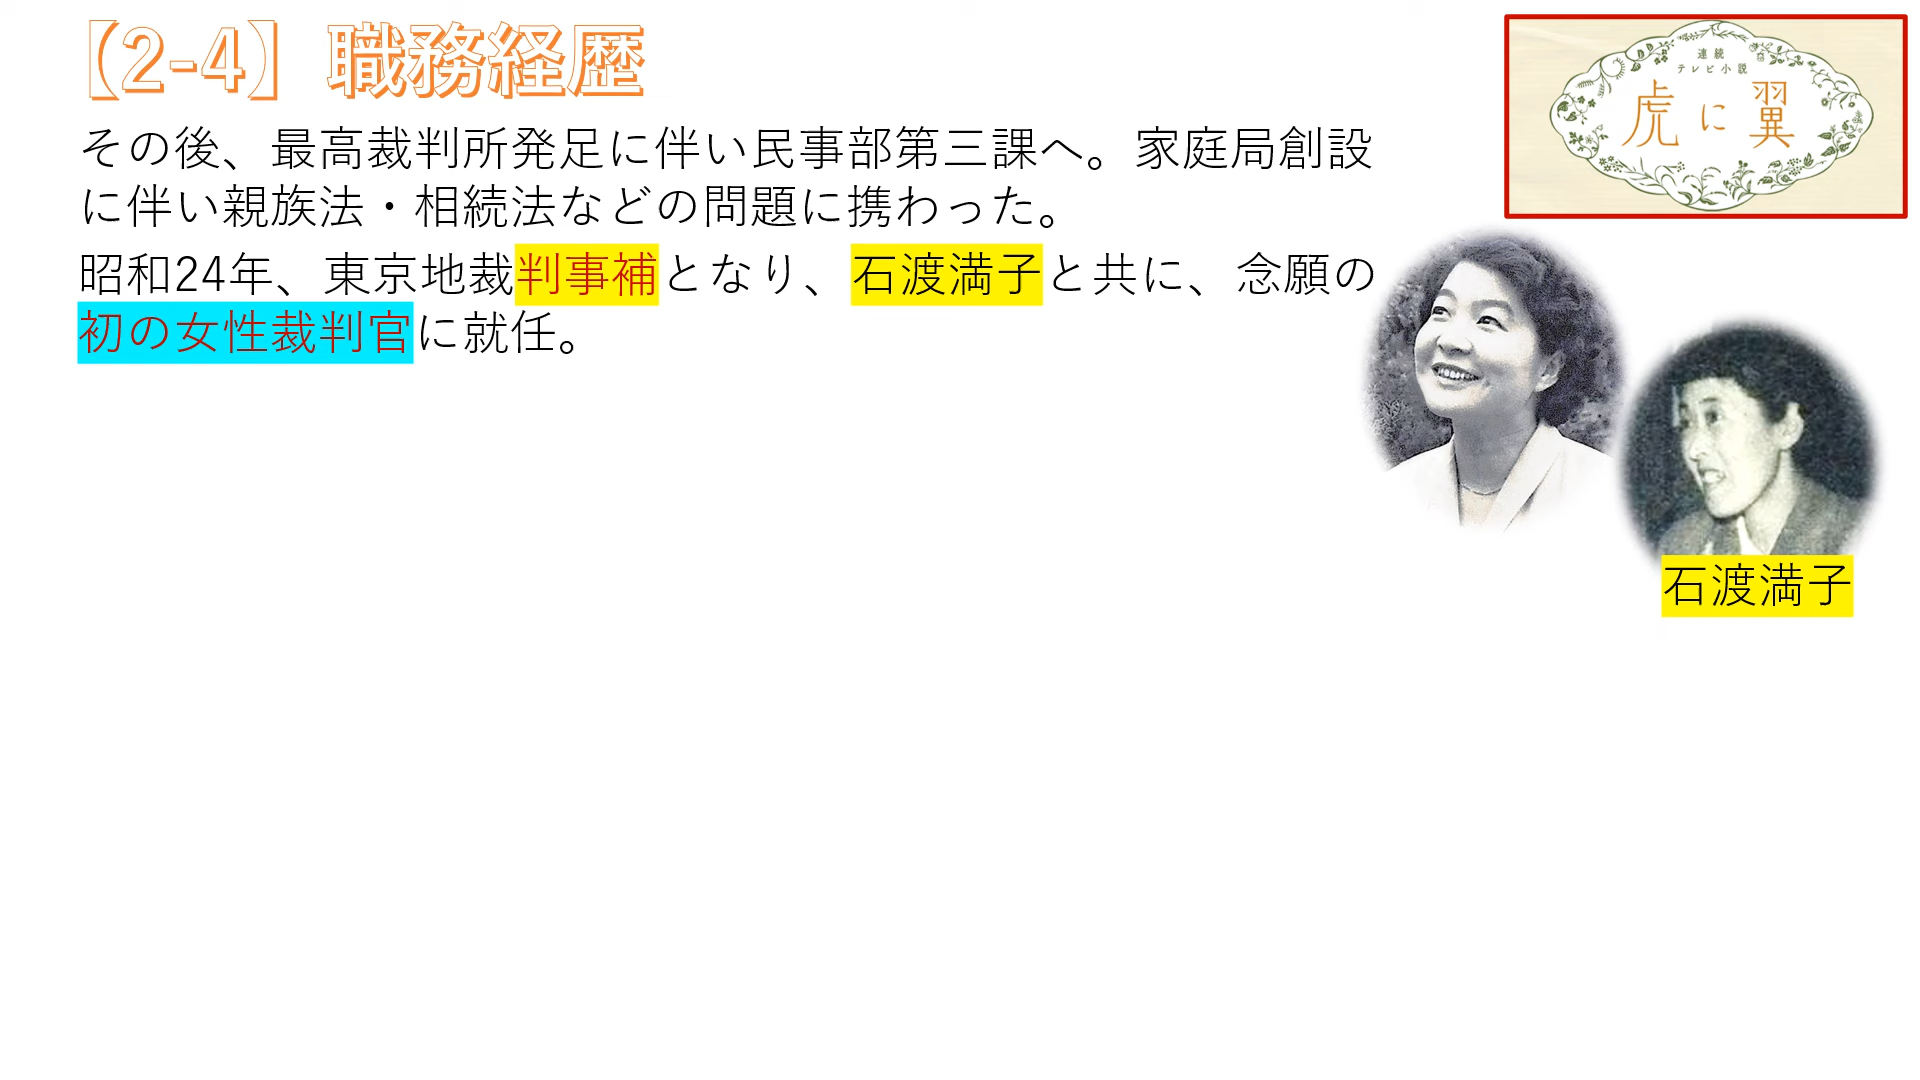 【2-4】職務経歴
連続
テレビ小説
虎に翼
その後、最高裁判所発足に伴い民事部第三課へ。家庭局創設
に伴い親族法・相続法などの問題に携わった。
昭和24年、東京地裁判事補となり、石渡満子と共に、念願の
初の女性裁判官に就任。
石渡満子